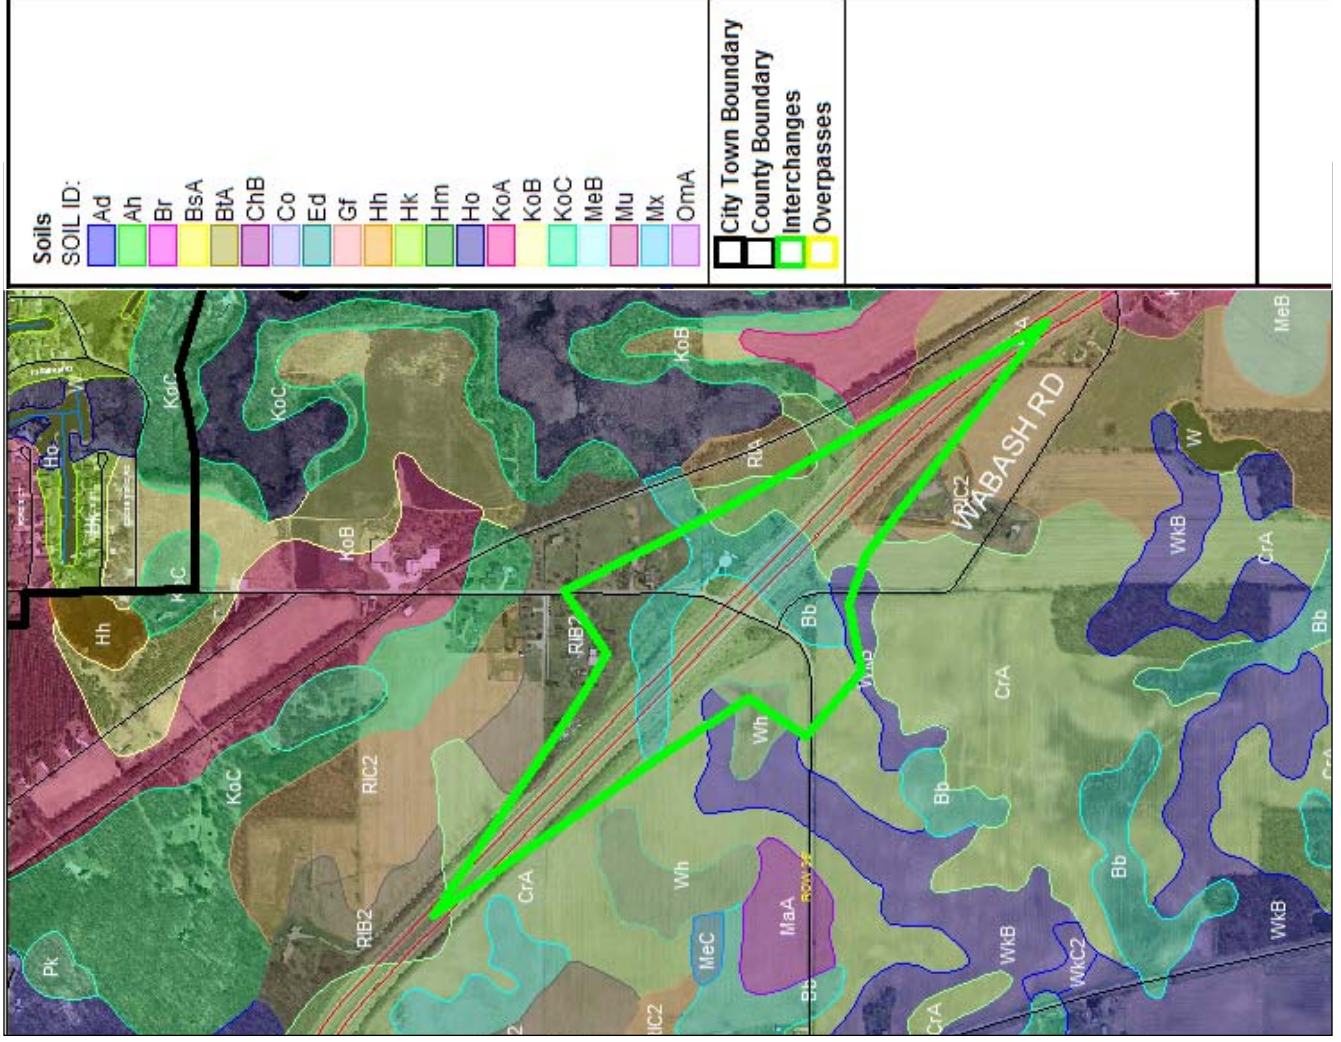 Soils
SOIL ID:
Ad
Ah
Br
BsA
BtA
ChB
Co
Ed
Gf
Hh
Hk
Hm
Ho
KoA
KoB
KoC
MeB
Mu
Mx
OmA
City Town Boundary
County Boundary
Interchanges
Overpasses
Ho
KoC
KoC
KoC
Hh
KoB
KoB
MeB
RIA
W
RIC2
WABASH RD
WkB
CrA
Bb
RIB2
Bb
CrA
KoC
RIC2
Wh
Bb
Bb
RIB2
CrA
Wh
MaA
MeC
Pk
WkB
WkC2
WkB
CrA